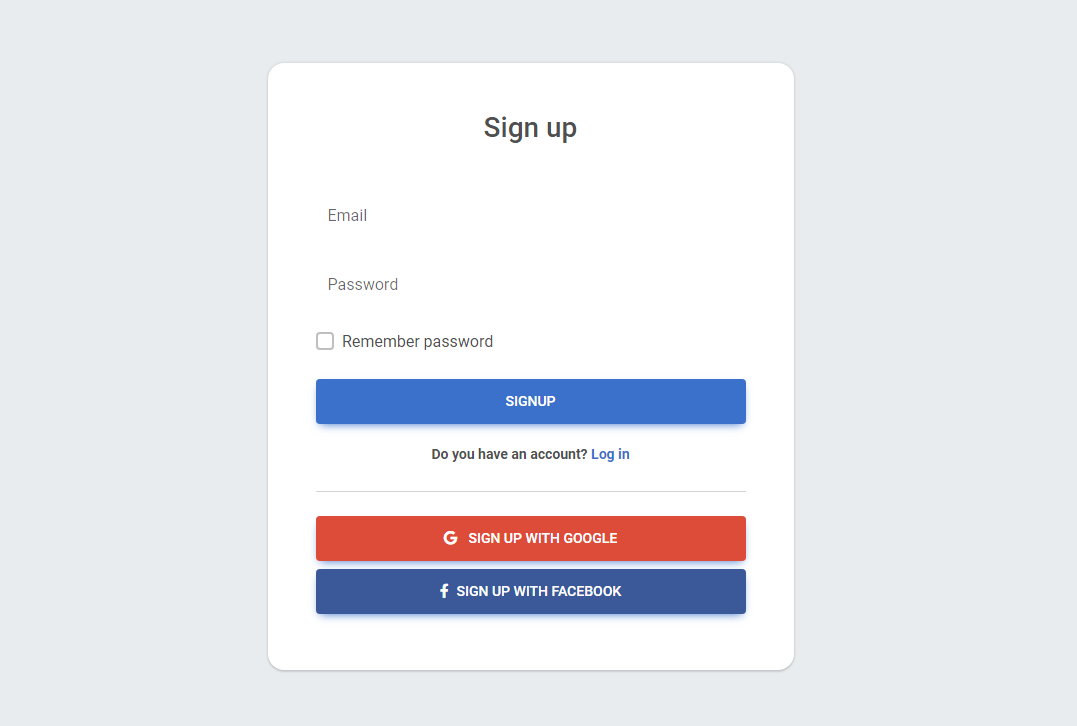 Sign up
Email
Password
Remember password
SIGNUP
Do you have an account? Log in
SIGN UP WITH GOOGLE
SIGN UP WITH FACEBOOK